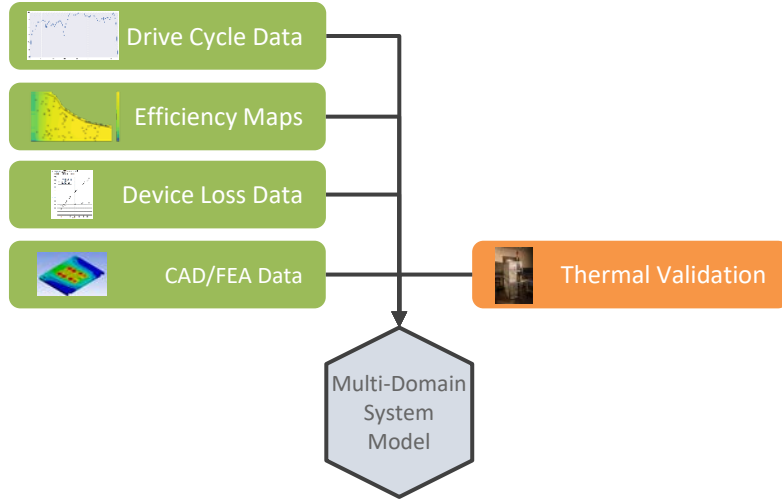 Drive Cycle Data
Efficiency Maps
Device Loss Data
CAD/FEA Data
Thermal Validation
Multi-Domain
System
Model